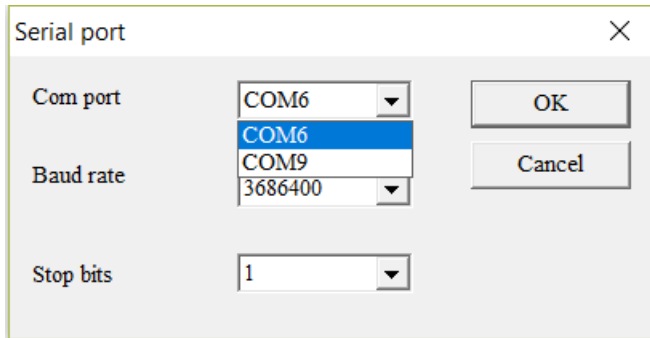 Serial port
Com port
COM6
OK
COM6
COM9
Cancel
Baud rate
3686400
Stop bits
1